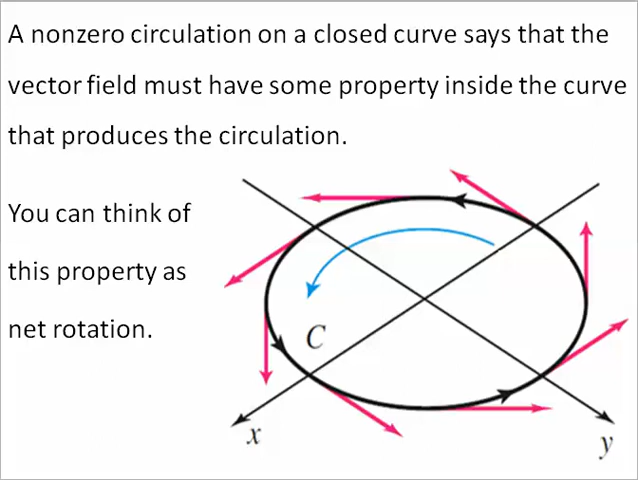 A nonzero circulation on a closed curve says that the
vector field must have some property inside the curve
that produces the circulation.
You can think of
this property as
net rotation.
C
x
y